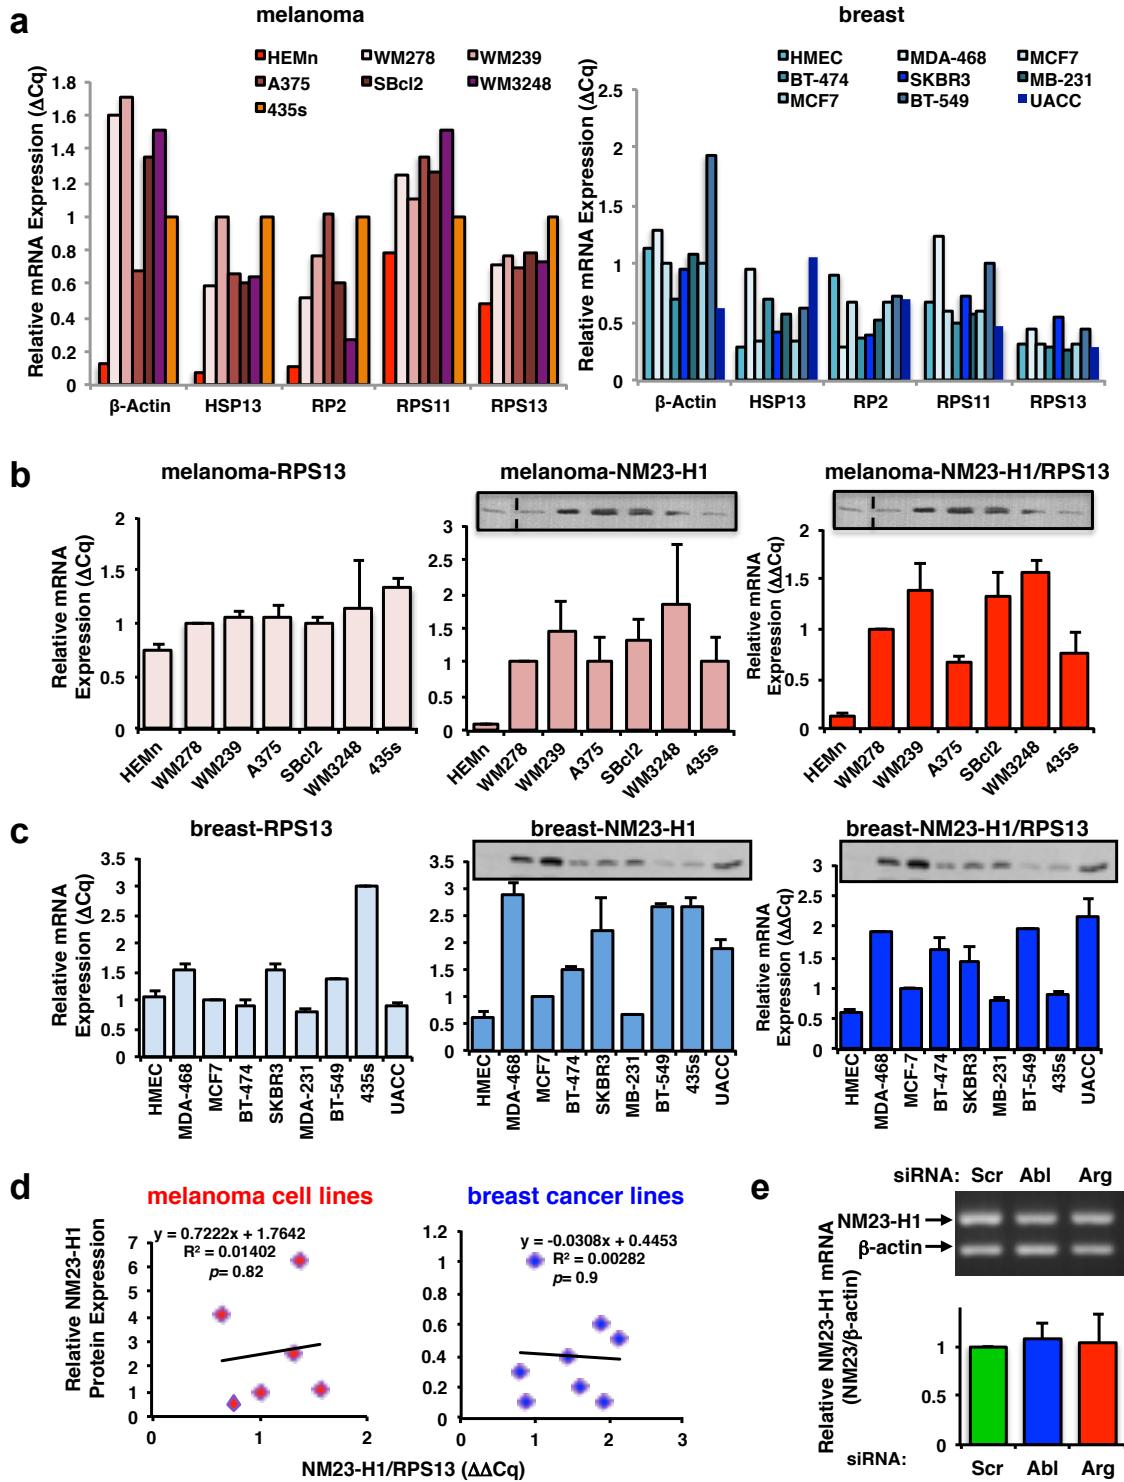 a
melanoma
breast
HEMn WM278 WM239
A375 SBcl2 WM3248
435s
HMEC MDA-468 MCF7
BT-474 SKBR3 MB-231
MCF7 BT-549 UACC
Relative mRNA Expression (ΔCq)
1.8
1.6
1.4
1.2
1
0.8
0.6
0.4
0.2
0
β-Actin HSP13 RP2 RPS11 RPS13
Relative mRNA Expression (ΔCq)
2.5
2
1.5
1
0.5
0
β-Actin HSP13 RP2 RPS11 RPS13
b
melanoma-RPS13
Relative mRNA
Expression (ΔCq)
2
1.5
1
0.5
0
HEMn WM278 WM239 A375 SBcl2 WM3248 435s
melanoma-NM23-H1
3
2.5
2
1.5
1
0.5
0
HEMn WM278 WM239 A375 SBcl2 WM3248 435s
melanoma-NM23-H1/RPS13
Relative mRNA
Expression (ΔΔCq)
2
1.5
1
0.5
0
HEMn WM278 WM239 A375 SBcl2 WM3248 435s
c
breast-RPS13
Relative mRNA
Expression (ΔCq)
3.5
3
2.5
2
1.5
1
0.5
0
HMEC MDA-468 MCF7 BT-474 SKBR3 MDA-231 BT-549 435s UACC
breast-NM23-H1
3.5
3
2.5
2
1.5
1
0.5
0
HMEC MDA-468 MCF7 BT-474 SKBR3 MB-231 BT-549 435s UACC
breast-NM23-H1/RPS13
Relative mRNA
Expression (ΔΔCq)
3
2.5
2
1.5
1
0.5
0
HMEC MDA-468 MCF-7 BT-474 SKBR3 MB-231 BT-549 435s UACC
d
melanoma cell lines
y = 0.7222x + 1.7642
R² = 0.01402
p= 0.82
Relative NM23-H1
Protein Expression
7
6
5
4
3
2
1
0
0 1 2
breast cancer lines
y = -0.0308x + 0.4453
R² = 0.00282
p= 0.9
1.2
1
0.8
0.6
0.4
0.2
0
0 1 2 3
NM23-H1/RPS13 (ΔΔCq)
e
siRNA: Scr Abl Arg
NM23-H1
β-actin
Relative NM23-H1 mRNA
(NM23/β-actin)
1
0.5
0
siRNA: Scr Abl Arg